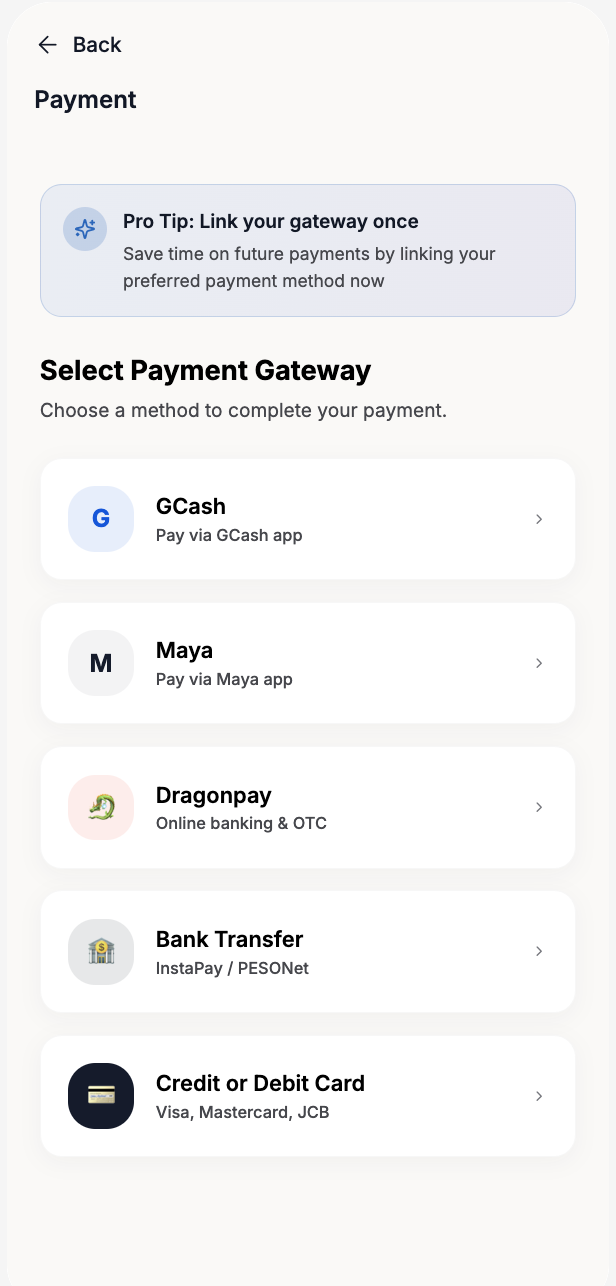 Back
Payment
Pro Tip: Link your gateway once
Save time on future payments by linking your
preferred payment method now
Select Payment Gateway
Choose a method to complete your payment.
G
GCash
Pay via GCash app
M
Maya
Pay via Maya app
Dragonpay
Online banking & OTC
Bank Transfer
InstaPay / PESONet
Credit or Debit Card
Visa, Mastercard, JCB